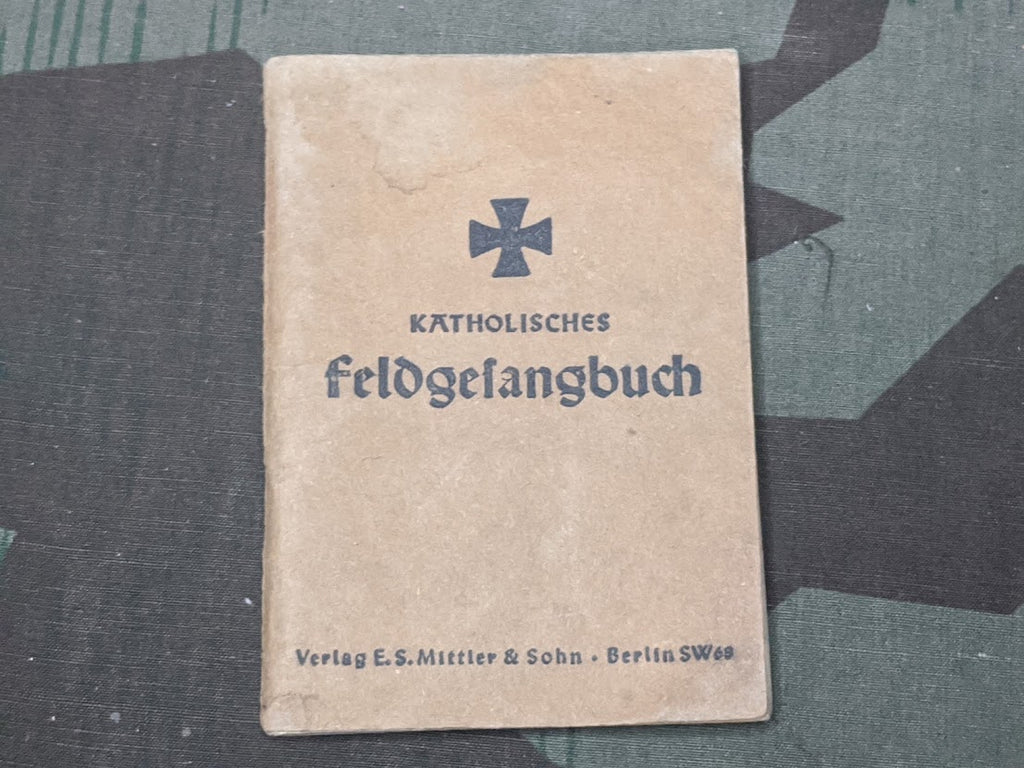 KATHOLISCHES
Feldgeſangbuch
Verlag E.S. Mittler & Sohn · Berlin SW68